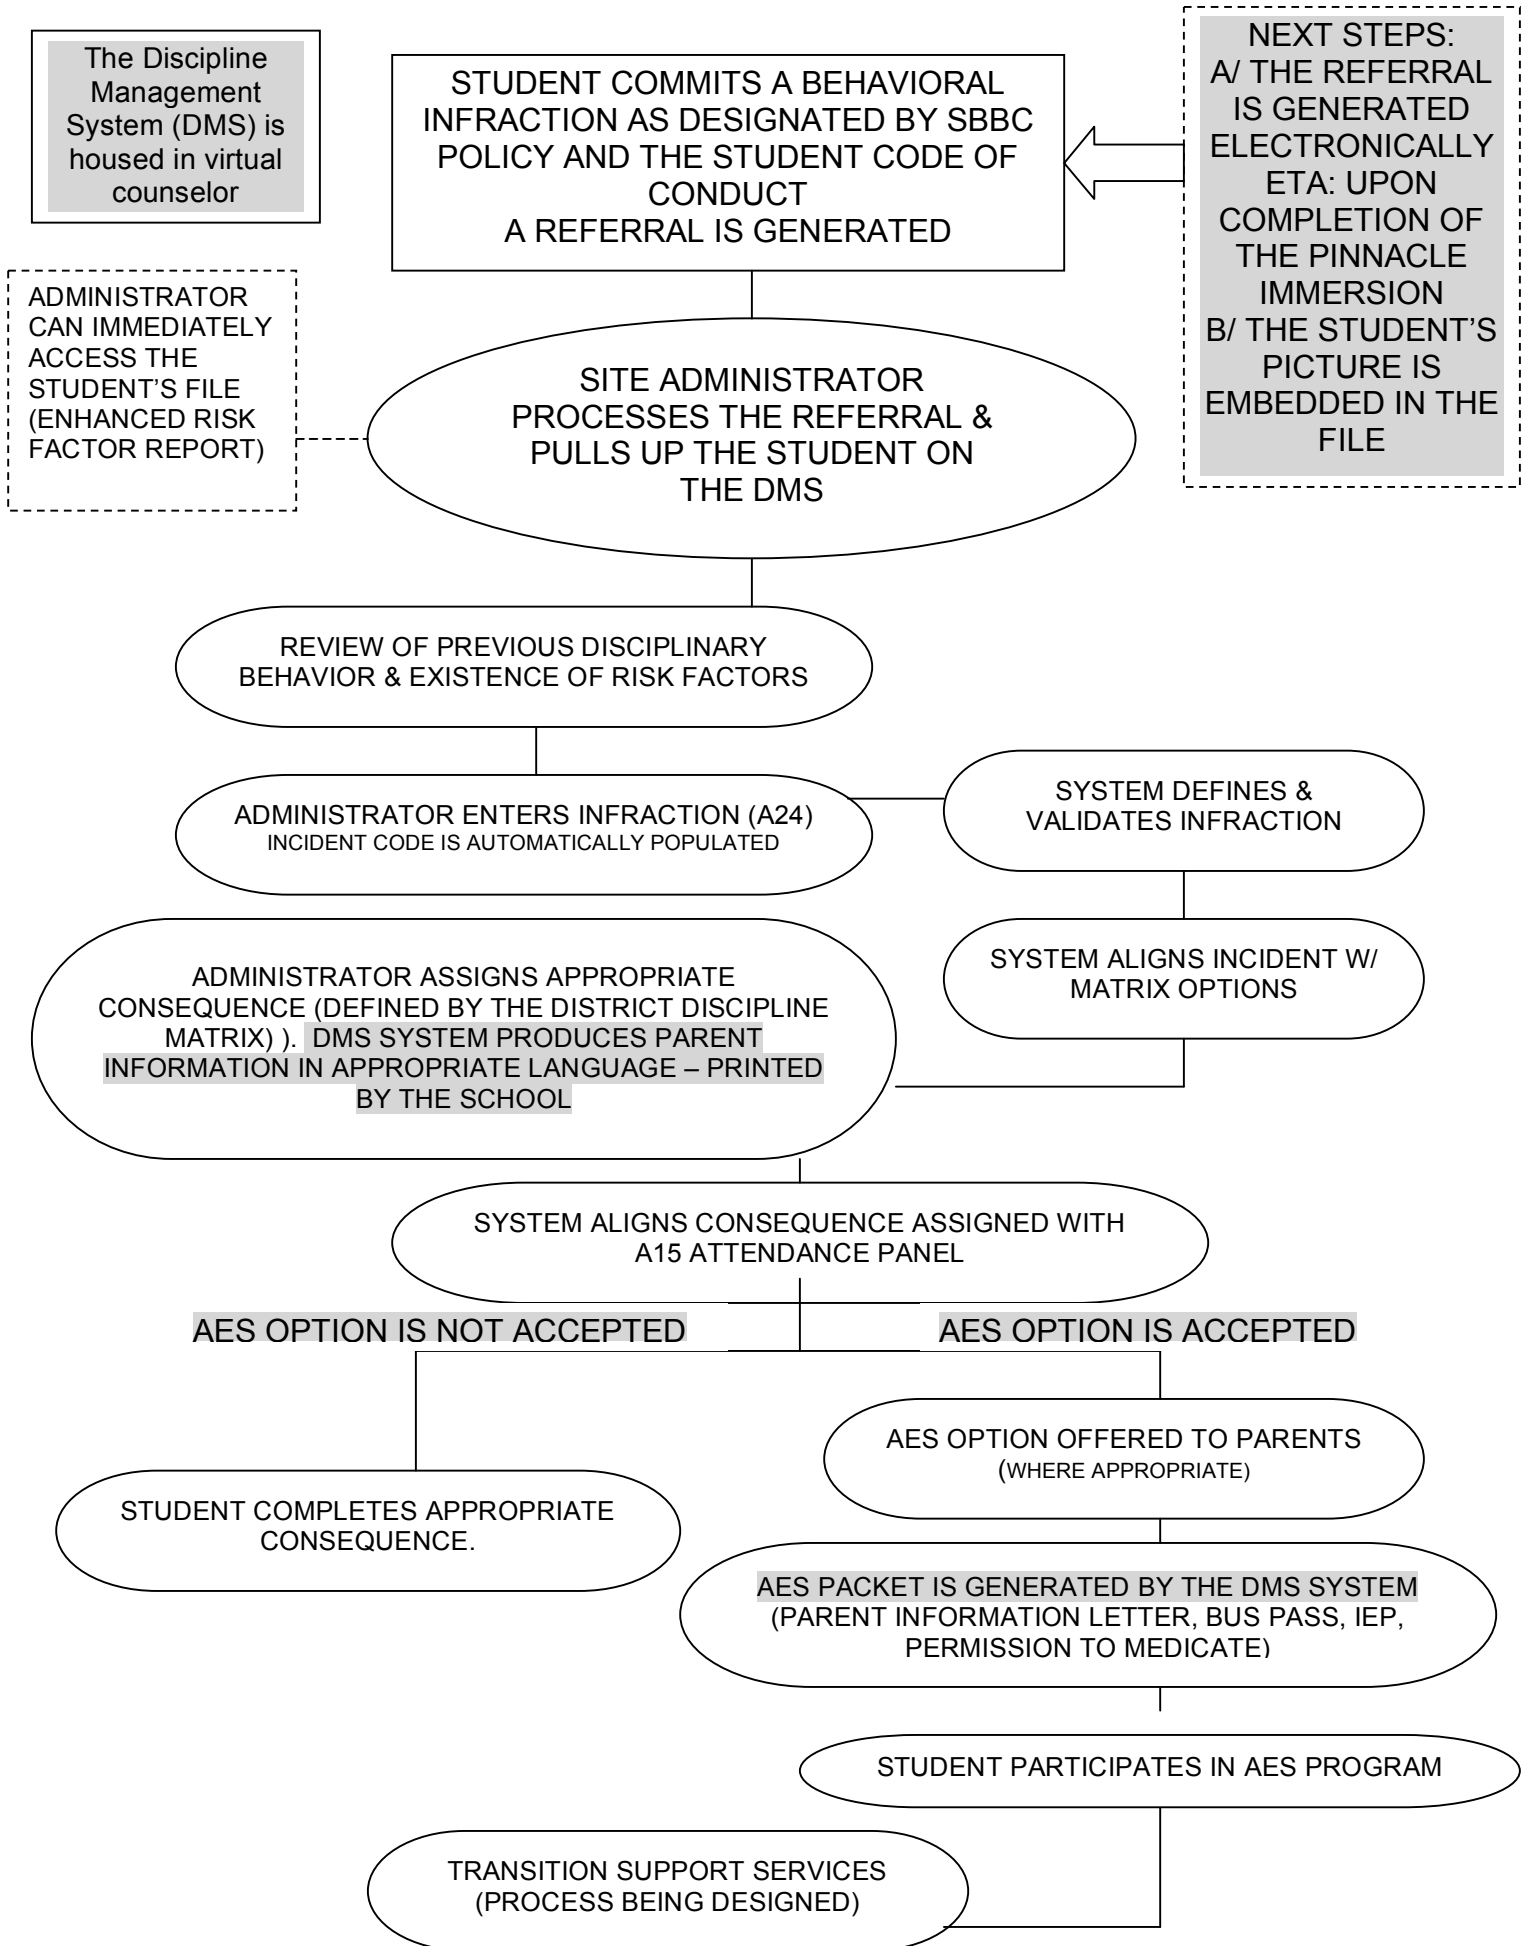 The Discipline
Management
System (DMS) is
housed in virtual
counselor
STUDENT COMMITS A BEHAVIORAL
INFRACTION AS DESIGNATED BY SBBC
POLICY AND THE STUDENT CODE OF
CONDUCT
A REFERRAL IS GENERATED
NEXT STEPS:
A/ THE REFERRAL
IS GENERATED
ELECTRONICALLY
ETA: UPON
COMPLETION OF
THE PINNACLE
IMMERSION
B/ THE STUDENT’S
PICTURE IS
EMBEDDED IN THE
FILE
ADMINISTRATOR
CAN IMMEDIATELY
ACCESS THE
STUDENT’S FILE
(ENHANCED RISK
FACTOR REPORT)
SITE ADMINISTRATOR
PROCESSES THE REFERRAL &
PULLS UP THE STUDENT ON
THE DMS
REVIEW OF PREVIOUS DISCIPLINARY
BEHAVIOR & EXISTENCE OF RISK FACTORS
ADMINISTRATOR ENTERS INFRACTION (A24)
INCIDENT CODE IS AUTOMATICALLY POPULATED
SYSTEM DEFINES &
VALIDATES INFRACTION
SYSTEM ALIGNS INCIDENT W/
MATRIX OPTIONS
ADMINISTRATOR ASSIGNS APPROPRIATE
CONSEQUENCE (DEFINED BY THE DISTRICT DISCIPLINE
MATRIX) ). DMS SYSTEM PRODUCES PARENT
INFORMATION IN APPROPRIATE LANGUAGE – PRINTED
BY THE SCHOOL
SYSTEM ALIGNS CONSEQUENCE ASSIGNED WITH
A15 ATTENDANCE PANEL
AES OPTION IS NOT ACCEPTED
AES OPTION IS ACCEPTED
AES OPTION OFFERED TO PARENTS
(WHERE APPROPRIATE)
STUDENT COMPLETES APPROPRIATE
CONSEQUENCE.
AES PACKET IS GENERATED BY THE DMS SYSTEM
(PARENT INFORMATION LETTER, BUS PASS, IEP,
PERMISSION TO MEDICATE)
STUDENT PARTICIPATES IN AES PROGRAM
TRANSITION SUPPORT SERVICES
(PROCESS BEING DESIGNED)